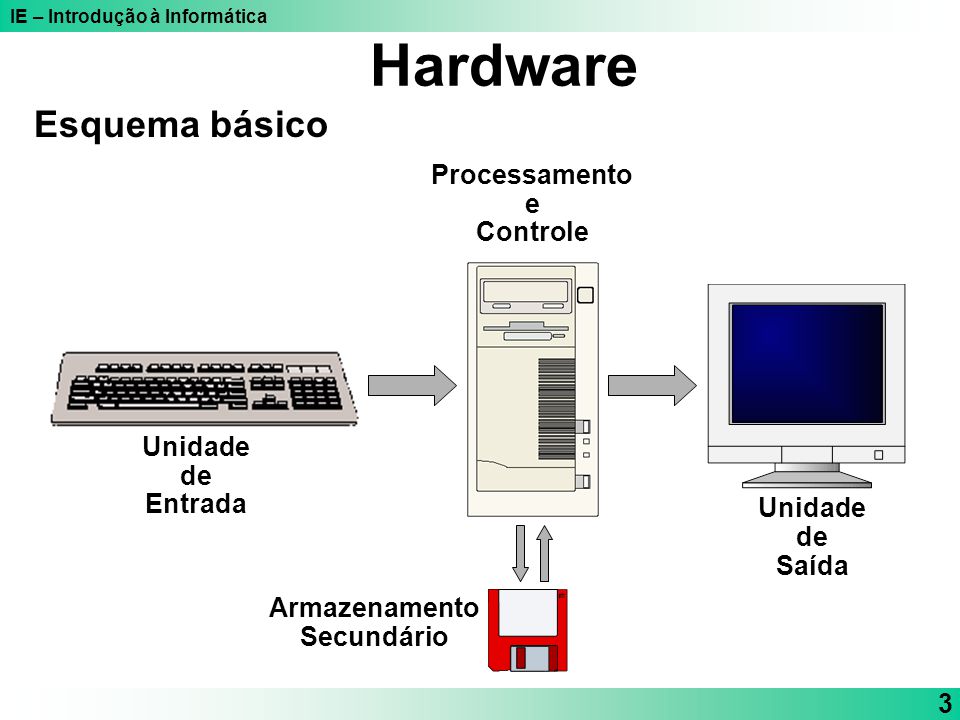 IE – Introdução à Informática
Hardware
Esquema básico
Processamento
e
Controle
Unidade
de
Entrada
Unidade
de
Saída
Armazenamento
Secundário
3